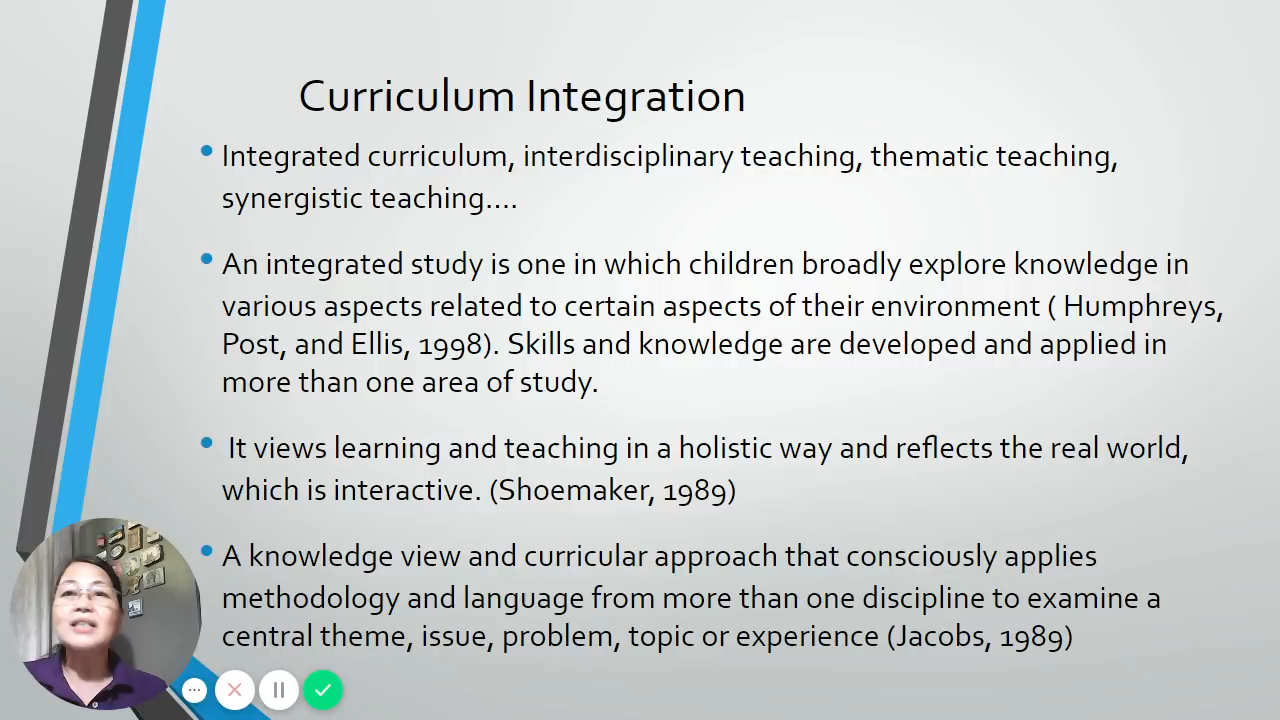 Curriculum Integration
Integrated curriculum, interdisciplinary teaching, thematic teaching,
synergistic teaching....
An integrated study is one in which children broadly explore knowledge in
various aspects related to certain aspects of their environment ( Humphreys,
Post, and Ellis, 1998). Skills and knowledge are developed and applied in
more than one area of study.
It views learning and teaching in a holistic way and reflects the real world,
which is interactive. (Shoemaker, 1989)
A knowledge view and curricular approach that consciously applies
methodology and language from more than one discipline to examine a
central theme, issue, problem, topic or experience (Jacobs, 1989)